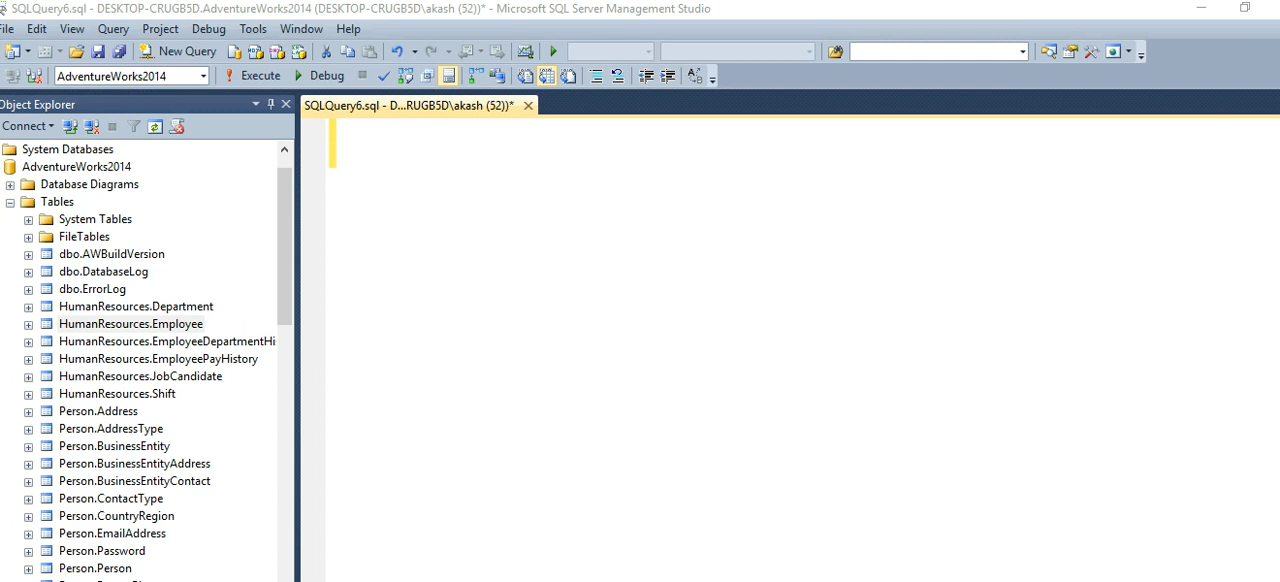 SQLQuery6.sql - DESKTOP-CRUGB5D.AdventureWorks2014 (DESKTOP-CRUGB5D\akash (52))* - Microsoft SQL Server Management Studio
File Edit View Query Project Debug Tools Window Help
New Query
AdventureWorks2014 Execute Debug
Object Explorer
SQLQuery6.sql - D...RUGB5D\akash (52))*
Connect
System Databases
AdventureWorks2014
Database Diagrams
Tables
System Tables
FileTables
dbo.AWBuildVersion
dbo.DatabaseLog
dbo.ErrorLog
HumanResources.Department
HumanResources.Employee
HumanResources.EmployeeDepartmentHi
HumanResources.EmployeePayHistory
HumanResources.JobCandidate
HumanResources.Shift
Person.Address
Person.AddressType
Person.BusinessEntity
Person.BusinessEntityAddress
Person.BusinessEntityContact
Person.ContactType
Person.CountryRegion
Person.EmailAddress
Person.Password
Person.Person